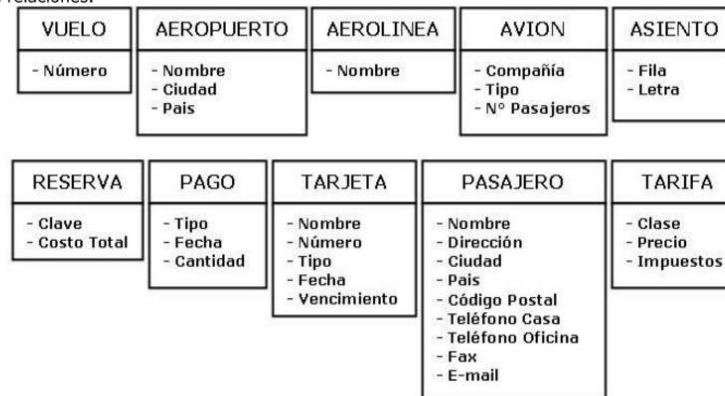 relaciones.
VUELO
- Número
AEROPUERTO
- Nombre
- Ciudad
- Pais
AEROLINEA
- Nombre
AVION
- Compañía
- Tipo
- Nº Pasajeros
ASIENTO
- Fila
- Letra
RESERVA
- Clave
- Costo Total
PAGO
- Tipo
- Fecha
- Cantidad
TARJETA
- Nombre
- Número
- Tipo
- Fecha
- Vencimiento
PASAJERO
- Nombre
- Dirección
- Ciudad
- Pais
- Código Postal
- Teléfono Casa
- Teléfono Oficina
- Fax
- E-mail
TARIFA
- Clase
- Precio
- Impuestos